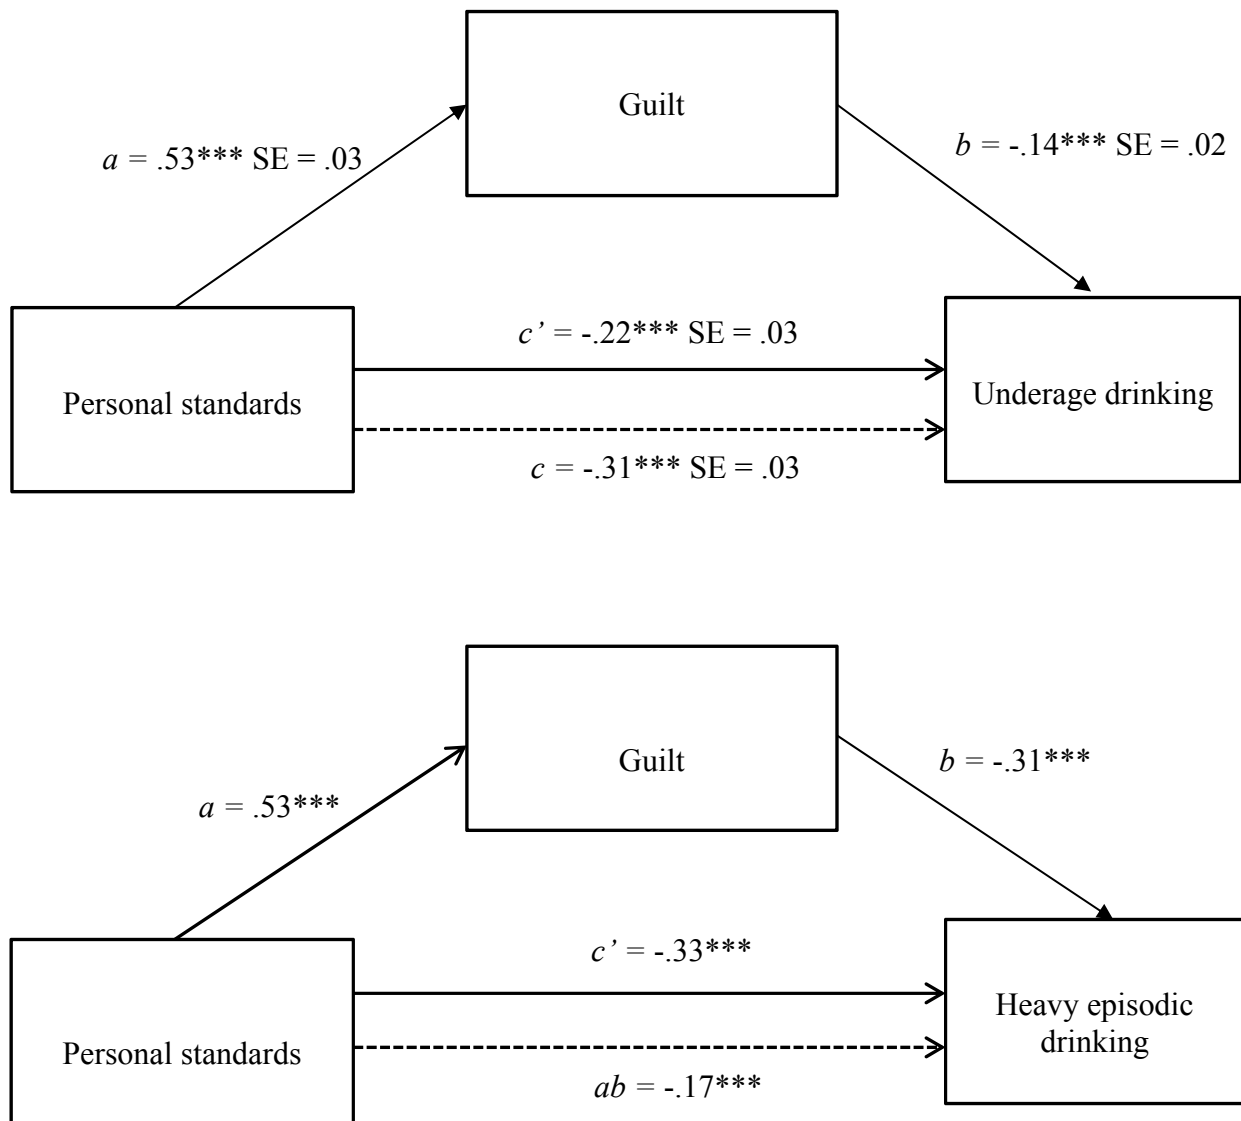 Guilt
a = .53*** SE = .03
b = -.14*** SE = .02
c’ = -.22*** SE = .03
Personal standards
Underage drinking
c = -.31*** SE = .03
Guilt
b = -.31***
a = .53***
c’ = -.33***
Heavy episodic
drinking
Personal standards
ab = -.17***